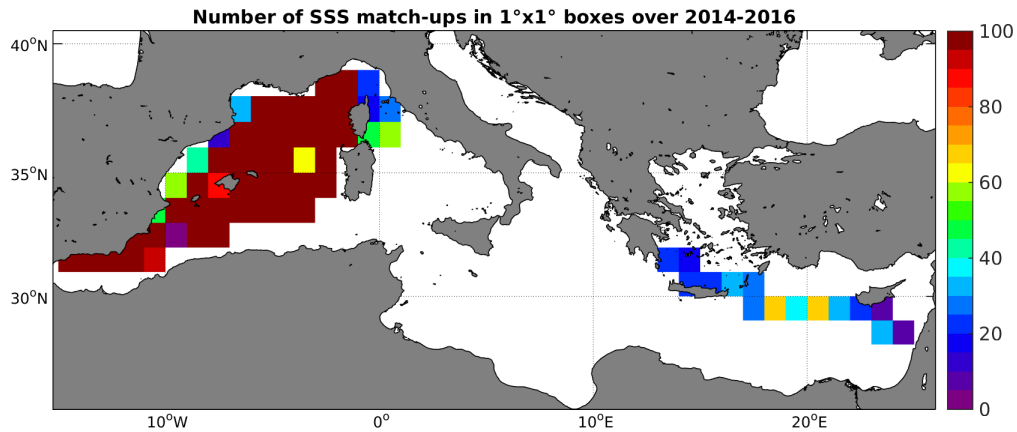 Number of SSS match-ups in 1°x1° boxes over 2014-2016
40°N
35°N
30°N
10°W
0°
10°E
20°E
100
80
60
40
20
0